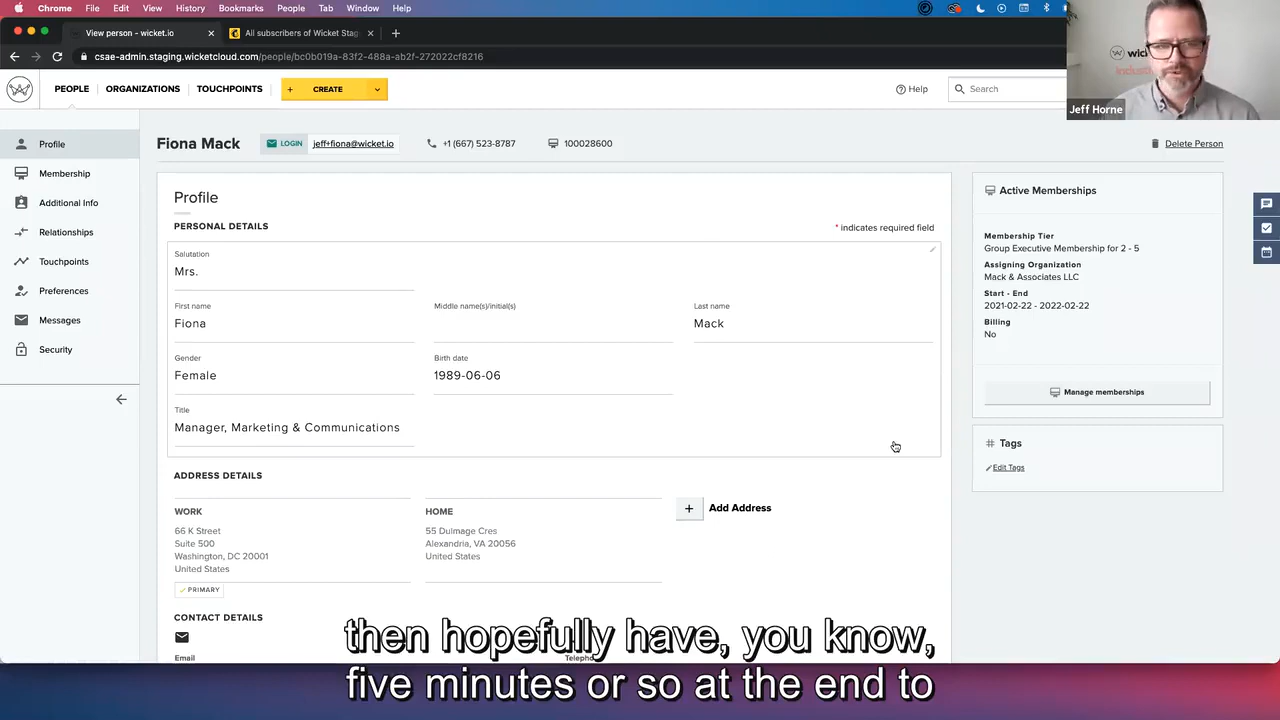 Chrome File Edit View History Bookmarks People Tab Window Help
View person - wicket.io
All subscribers of Wicket Stag
csae-admin.staging.wicketcloud.com/people/bc0b019a-83f2-488a-ab2f-272022cf8216
PEOPLE ORGANIZATIONS TOUCHPOINTS + CREATE Help Search
Jeff Horne
Profile
Membership
Additional Info
Relationships
Touchpoints
Preferences
Messages
Security
Fiona Mack LOGIN jeff+fiona@wicket.io +1 (667) 523-8787 100028600 Delete Person
Profile
PERSONAL DETAILS
* indicates required field
Salutation
Mrs.
First name Middle name(s)/initial(s) Last name
Fiona Mack
Gender Birth date
Female 1989-06-06
Title
Manager, Marketing & Communications
ADDRESS DETAILS
WORK
66 K Street
Suite 500
Washington, DC 20001
United States
PRIMARY
HOME
55 Dulmage Cres
Alexandria, VA 20056
United States
+ Add Address
CONTACT DETAILS
Email
Active Memberships
Membership Tier
Group Executive Membership for 2 - 5
Assigning Organization
Mack & Associates LLC
Start - End
2021-02-22 - 2022-02-22
Billing
No
Manage memberships
# Tags
Edit Tags
then hopefully have, you know,
five minutes or so at the end to